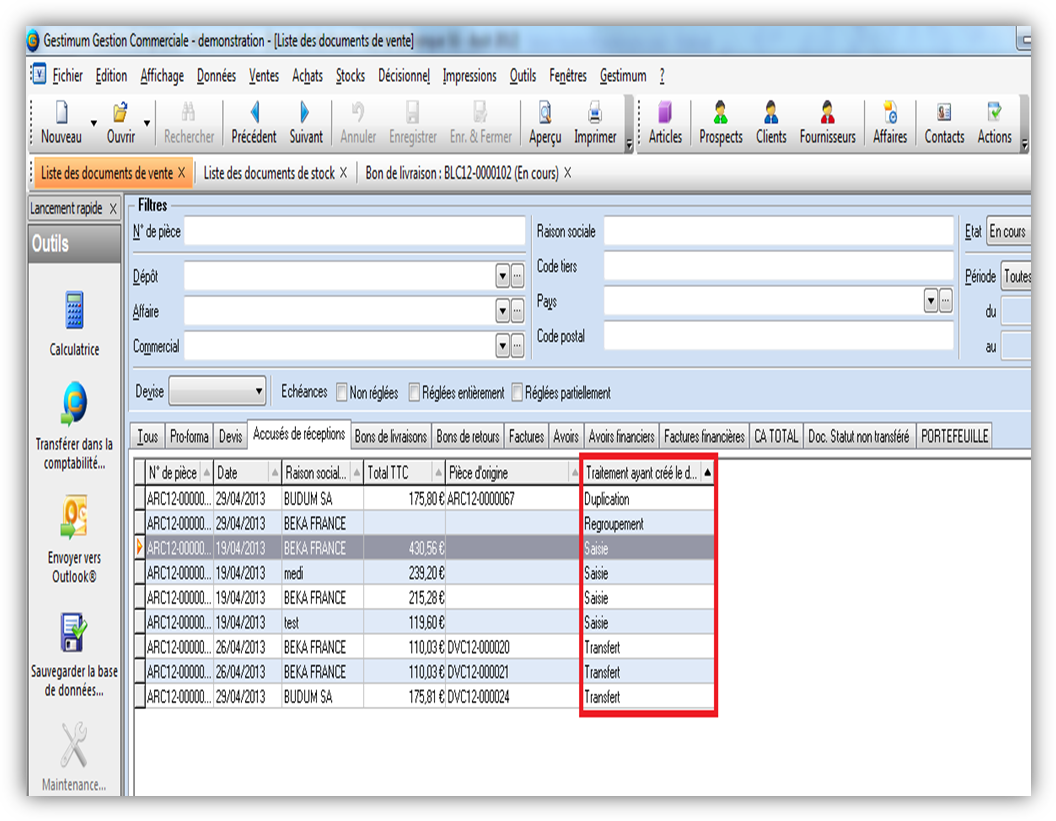 Gestimum Gestion Commerciale - demonstration - [Liste des documents de vente]
Fichier Edition Affichage Données Ventes Achats Stocks Décisionnel Impressions Outils Fenêtres Gestimum ?
Nouveau Ouvrir Rechercher Précédent Suivant Annuler Enregistrer Enr. & Fermer Aperçu Imprimer Articles Prospects Clients Fournisseurs Affaires Contacts Actions
Liste des documents de vente X Liste des documents de stock X Bon de livraison : BLC12-0000102 (En cours) X
Lancement rapide X
Outils
Calculatrice
Transférer dans la
comptabilité...
Envoyer vers
Outlook®
Sauvegarder la base
de données...
Maintenance...
Filtres
N° de pièce Raison sociale Etat En cours
Dépôt Code tiers Période Toutes
Affaire Pays du
Commercial Code postal au
Devise Echéances Non réglées Réglées entièrement Réglées partiellement
Tous Pro-forma Devis Accusés de réceptions Bons de livraisons Bons de retours Factures Avoirs Avoirs financiers Factures financières CA TOTAL Doc. Statut non transféré PORTEFEUILLE
N° de pièce Date Raison social... Total TTC Pièce d'origine Traitement ayant créé le d...
ARC12-00000... 29/04/2013 BUDUM SA 175,80 € ARC12-0000067 Duplication
ARC12-00000... 29/04/2013 BEKA FRANCE Regroupement
ARC12-00000... 19/04/2013 BEKA FRANCE 430,56 € Saisie
ARC12-00000... 19/04/2013 medi 239,20 € Saisie
ARC12-00000... 19/04/2013 BEKA FRANCE 215,28 € Saisie
ARC12-00000... 19/04/2013 test 119,60 € Saisie
ARC12-00000... 26/04/2013 BEKA FRANCE 110,03 € DVC12-000020 Transfert
ARC12-00000... 26/04/2013 BEKA FRANCE 110,03 € DVC12-000021 Transfert
ARC12-00000... 29/04/2013 BUDUM SA 175,81 € DVC12-000024 Transfert